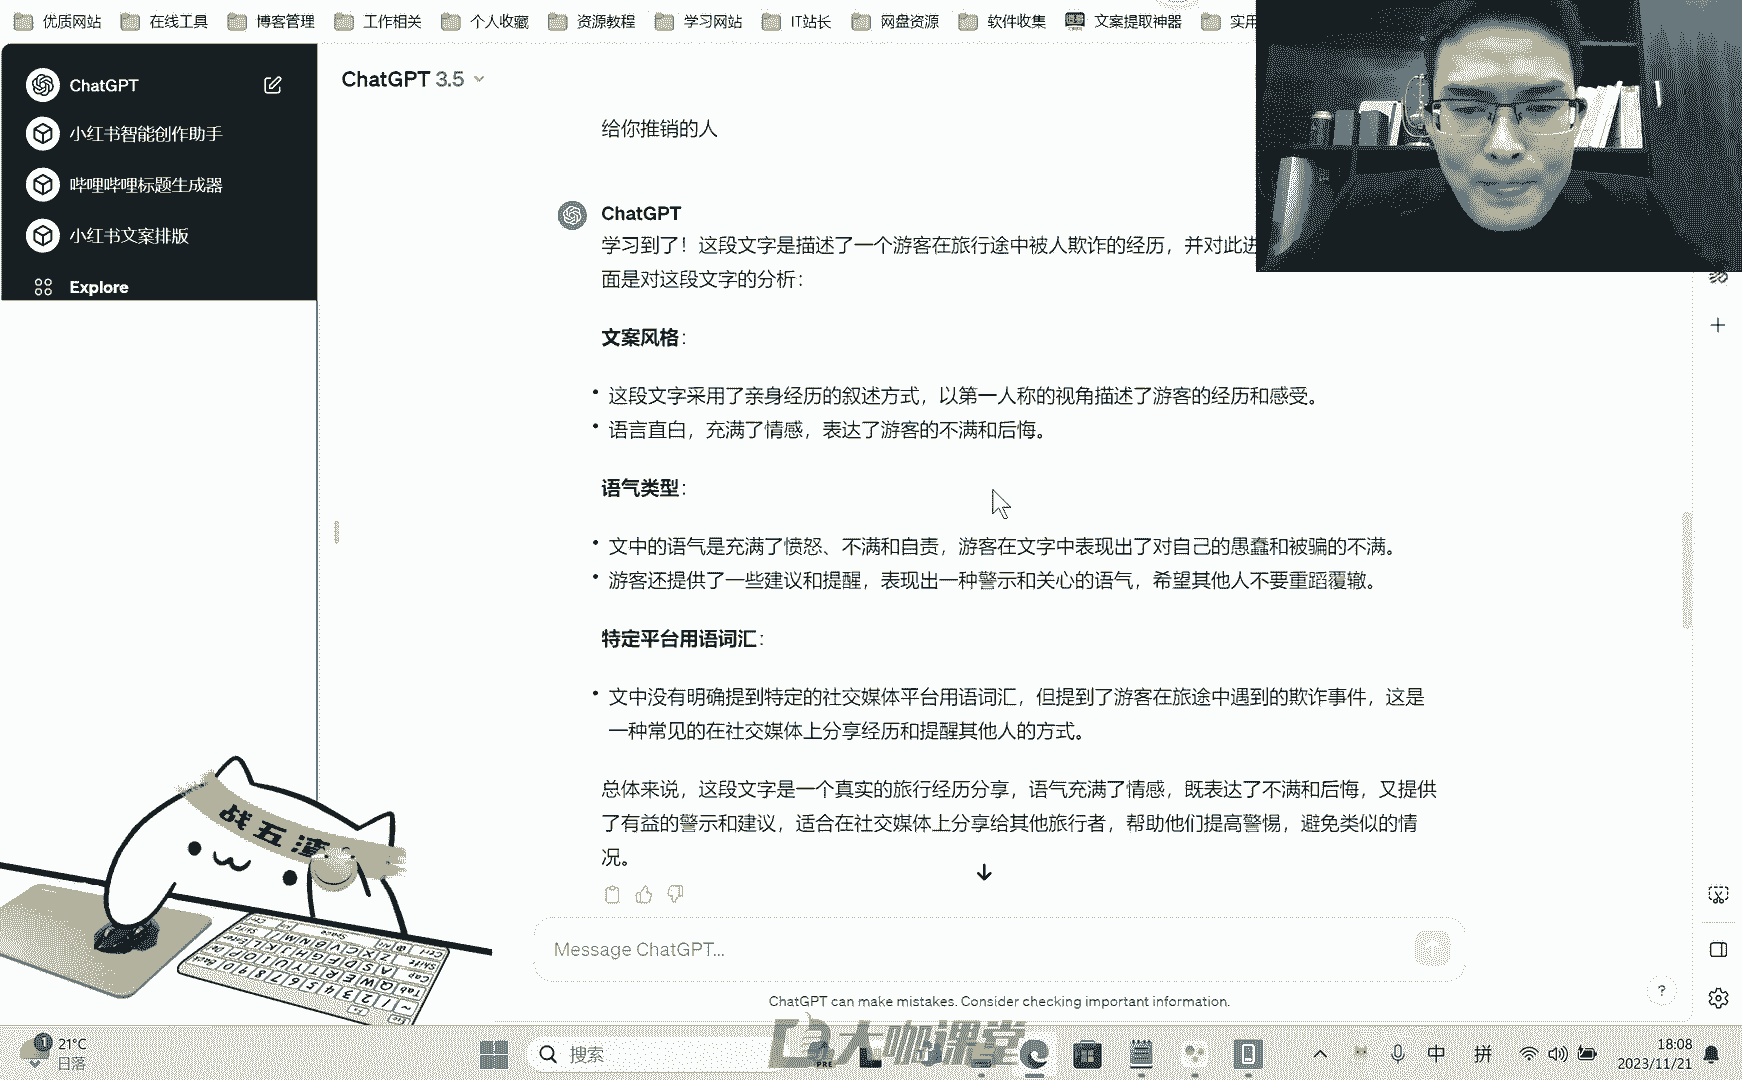 优质网站 在线工具 博客管理 工作相关 个人收藏 资源教程 学习网站 IT站长 网盘资源 软件收集 文案提取神器 实用
ChatGPT
小红书智能创作助手
哔哩哔哩标题生成器
小红书文案排版
Explore
ChatGPT 3.5
给你推销的人
ChatGPT
学习到了！这段文字是描述了一个游客在旅行途中被人欺诈的经历，并对此进
面是对这段文字的分析：
文案风格：
• 这段文字采用了亲身经历的叙述方式，以第一人称的视角描述了游客的经历和感受。
• 语言直白，充满了情感，表达了游客的不满和后悔。
语气类型：
• 文中的语气是充满了愤怒、不满和自责，游客在文字中表现出了对自己的愚蠢和被骗的不满。
• 游客还提供了一些建议和提醒，表现出一种警示和关心的语气，希望其他人不要重蹈覆辙。
特定平台用语词汇：
• 文中没有明确提到特定的社交媒体平台用语词汇，但提到了游客在旅途中遇到的欺诈事件，这是
一种常见的在社交媒体上分享经历和提醒其他人的方式。
总体来说，这段文字是一个真实的旅行经历分享，语气充满了情感，既表达了不满和后悔，又提供
了有益的警示和建议，适合在社交媒体上分享给其他旅行者，帮助他们提高警惕，避免类似的情
况。
Message ChatGPT...
ChatGPT can make mistakes. Consider checking important information.
?
战五渣
1
21°C
日落
搜索
PRE
大咖课堂
中
拼
18:08
2023/11/21